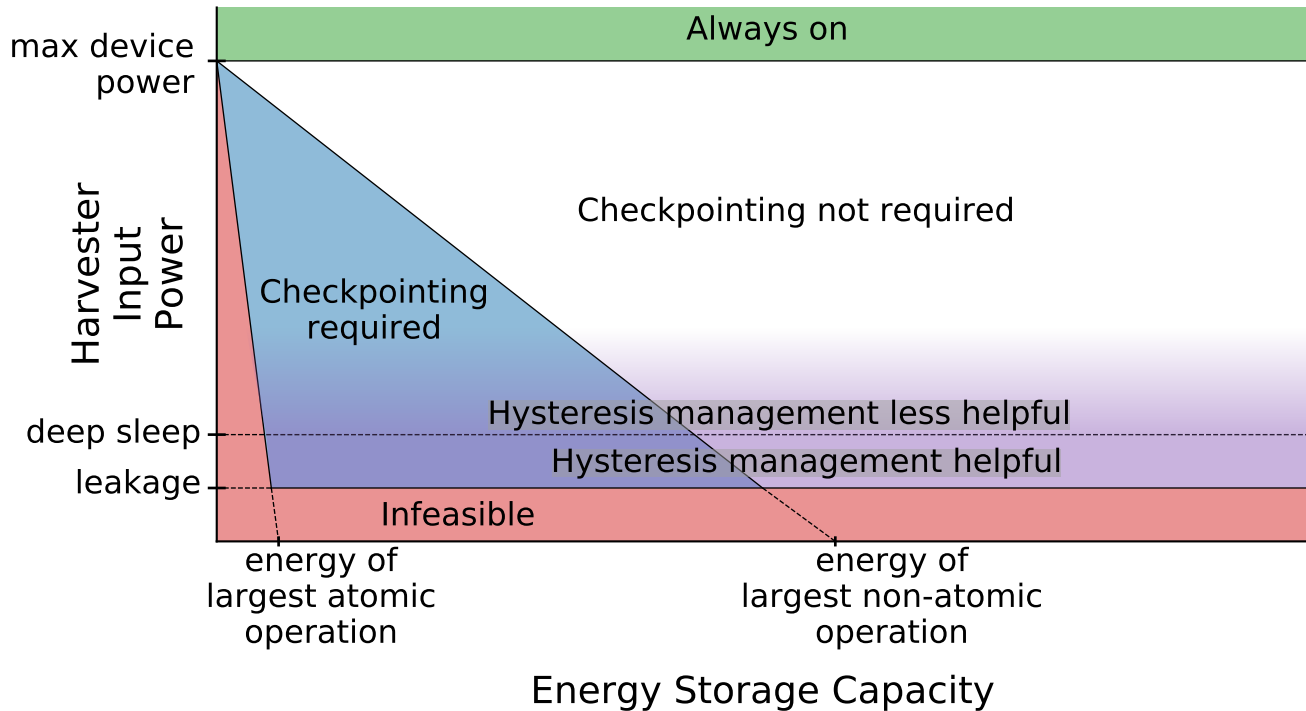 Always on
max device
power
Checkpointing not required
Harvester
Input
Power
Checkpointing
required
Hysteresis management less helpful
deep sleep
Hysteresis management helpful
leakage
Infeasible
energy of
largest atomic
operation
energy of
largest non-atomic
operation
Energy Storage Capacity